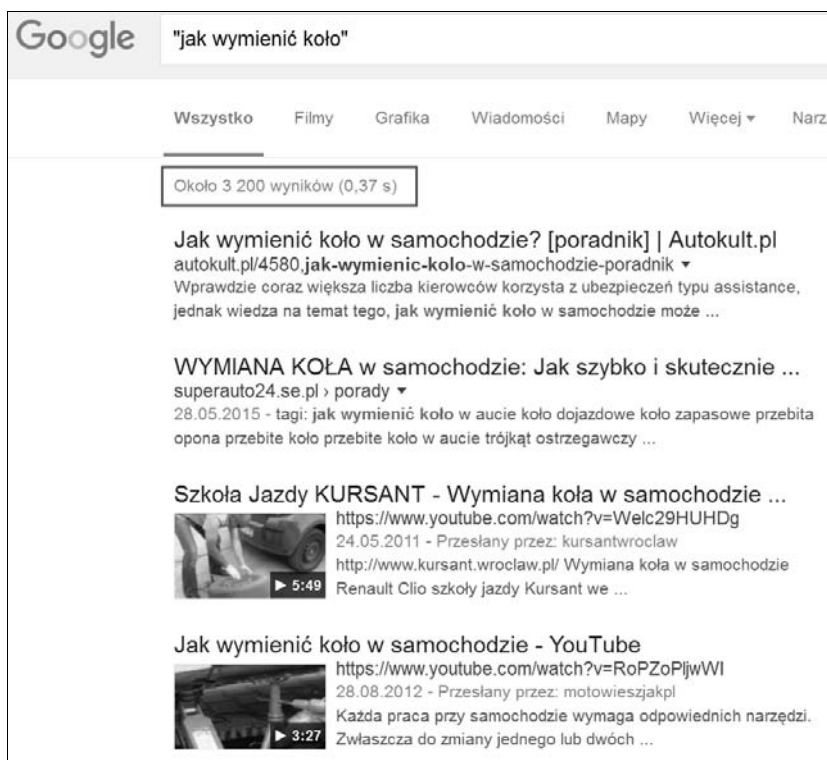 Google "jak wymienić koło"
Wszystko Filmy Grafika Wiadomości Mapy Więcej Narz
Około 3 200 wyników (0,37 s)
Jak wymienić koło w samochodzie? [poradnik] | Autokult.pl
autokult.pl/4580,jak-wymienic-kolo-w-samochodzie-poradnik
Wprawdzie coraz większa liczba kierowców korzysta z ubezpieczeń typu assistance,
jednak wiedza na temat tego, jak wymienić koło w samochodzie może ...
WYMIANA KOŁA w samochodzie: Jak szybko i skutecznie ...
superauto24.se.pl › porady
28.05.2015 - tagi: jak wymienić koło w aucie koło dojazdowe koło zapasowe przebita
opona przebite koło przebite koło w aucie trójkąt ostrzegawczy ...
Szkoła Jazdy KURSANT - Wymiana koła w samochodzie ...
https://www.youtube.com/watch?v=Welc29HUHDg
24.05.2011 - Przesłany przez: kursantwroclaw
http://www.kursant.wroclaw.pl/ Wymiana koła w samochodzie
5:49 Renault Clio szkoły jazdy Kursant we ...
Jak wymienić koło w samochodzie - YouTube
https://www.youtube.com/watch?v=RoPZoPljwWI
28.08.2012 - Przesłany przez: motowieszjakpl
Każda praca przy samochodzie wymaga odpowiednich narzędzi.
3:27 Zwłaszcza do zmiany jednego lub dwóch ...